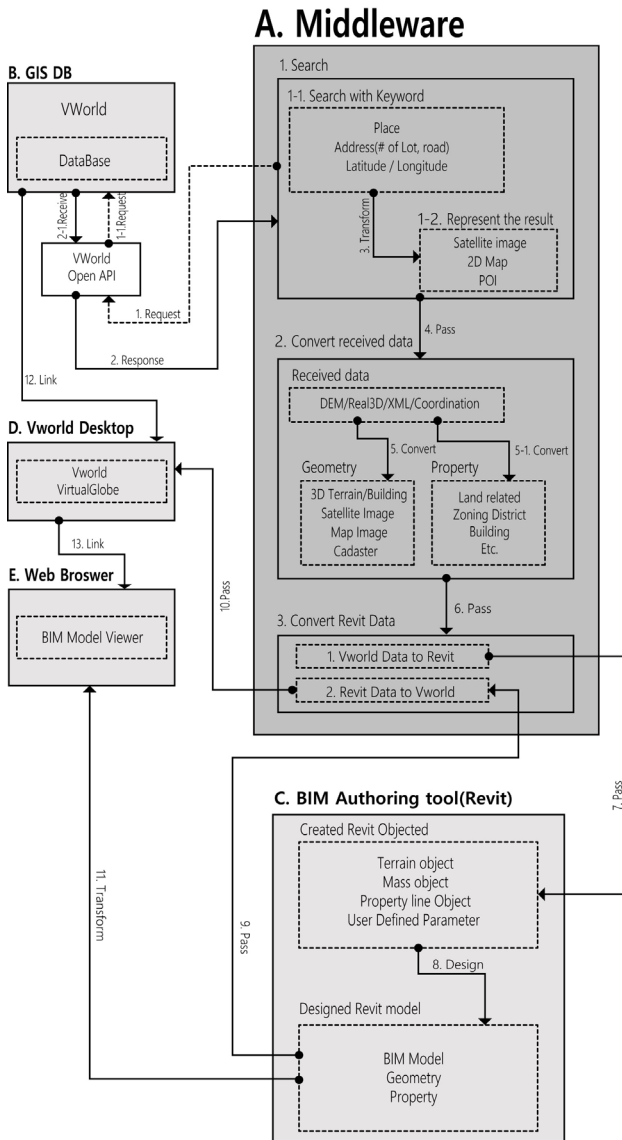 A. Middleware
1. Search
1-1. Search with Keyword
Place
Address(# of Lot, road)
Latitude / Longitude
3. Transform
1-2. Represent the result
Satellite image
2D Map
POI
4. Pass
2. Convert received data
Received data
DEM/Real3D/XML/Coordination
5. Convert
5-1. Convert
Geometry
3D Terrain/Building
Satellite Image
Map Image
Cadaster
Property
Land related
Zoning District
Building
Etc.
6. Pass
3. Convert Revit Data
1. Vworld Data to Revit
2. Revit Data to Vworld
B. GIS DB
VWorld
DataBase
2-1.Receive
1-1.Request
VWorld
Open API
1. Request
2. Response
12. Link
D. Vworld Desktop
Vworld
VirtualGlobe
13. Link
10.Pass
E. Web Broswer
BIM Model Viewer
11. Transform
9. Pass
7. Pass
C. BIM Authoring tool(Revit)
Created Revit Objected
Terrain object
Mass object
Property line Object
User Defined Parameter
8. Design
Designed Revit model
BIM Model
Geometry
Property